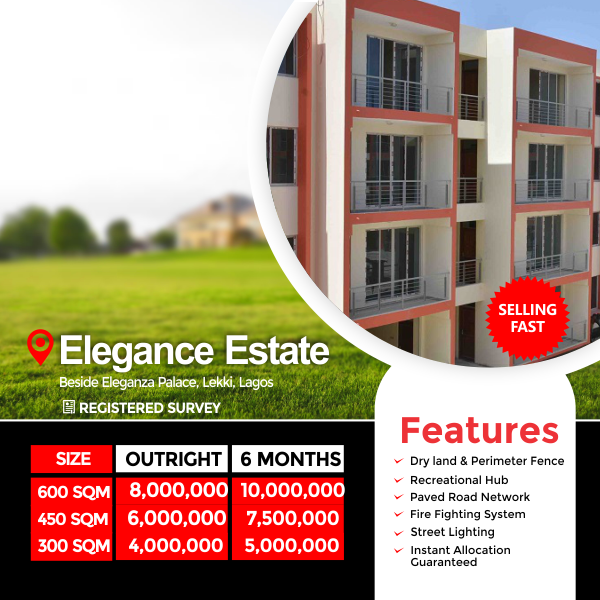 SELLING
FAST
Elegance Estate
Beside Eleganza Palace, Lekki, Lagos
REGISTERED SURVEY
SIZE OUTRIGHT 6 MONTHS
600 SQM 8,000,000 10,000,000
450 SQM 6,000,000 7,500,000
300 SQM 4,000,000 5,000,000
Features
Dry land & Perimeter Fence
Recreational Hub
Paved Road Network
Fire Fighting System
Street Lighting
Instant Allocation
Guaranteed